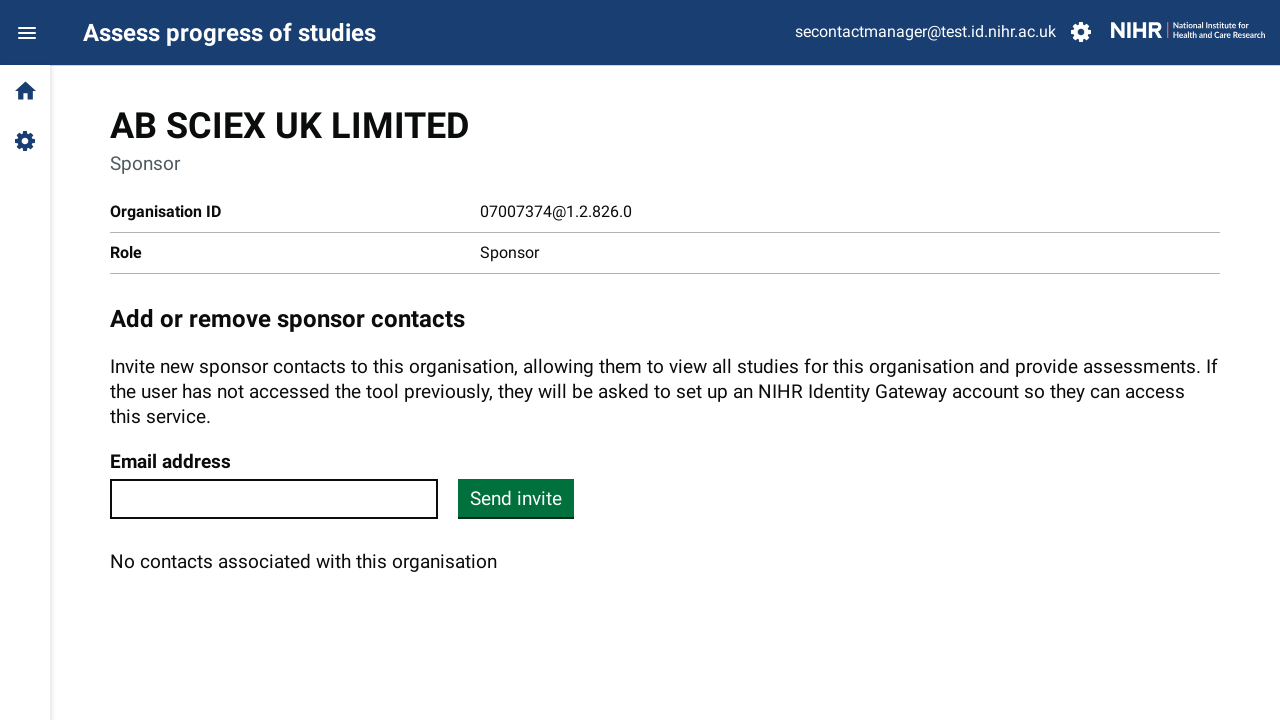 Assess progress of studies
secontactmanager@test.id.nihr.ac.uk
NIHR
National Institute for
Health and Care Research
AB SCIEX UK LIMITED
Sponsor
Organisation ID 07007374@1.2.826.0
Role Sponsor
Add or remove sponsor contacts
Invite new sponsor contacts to this organisation, allowing them to view all studies for this organisation and provide assessments. If
the user has not accessed the tool previously, they will be asked to set up an NIHR Identity Gateway account so they can access
this service.
Email address
Send invite
No contacts associated with this organisation